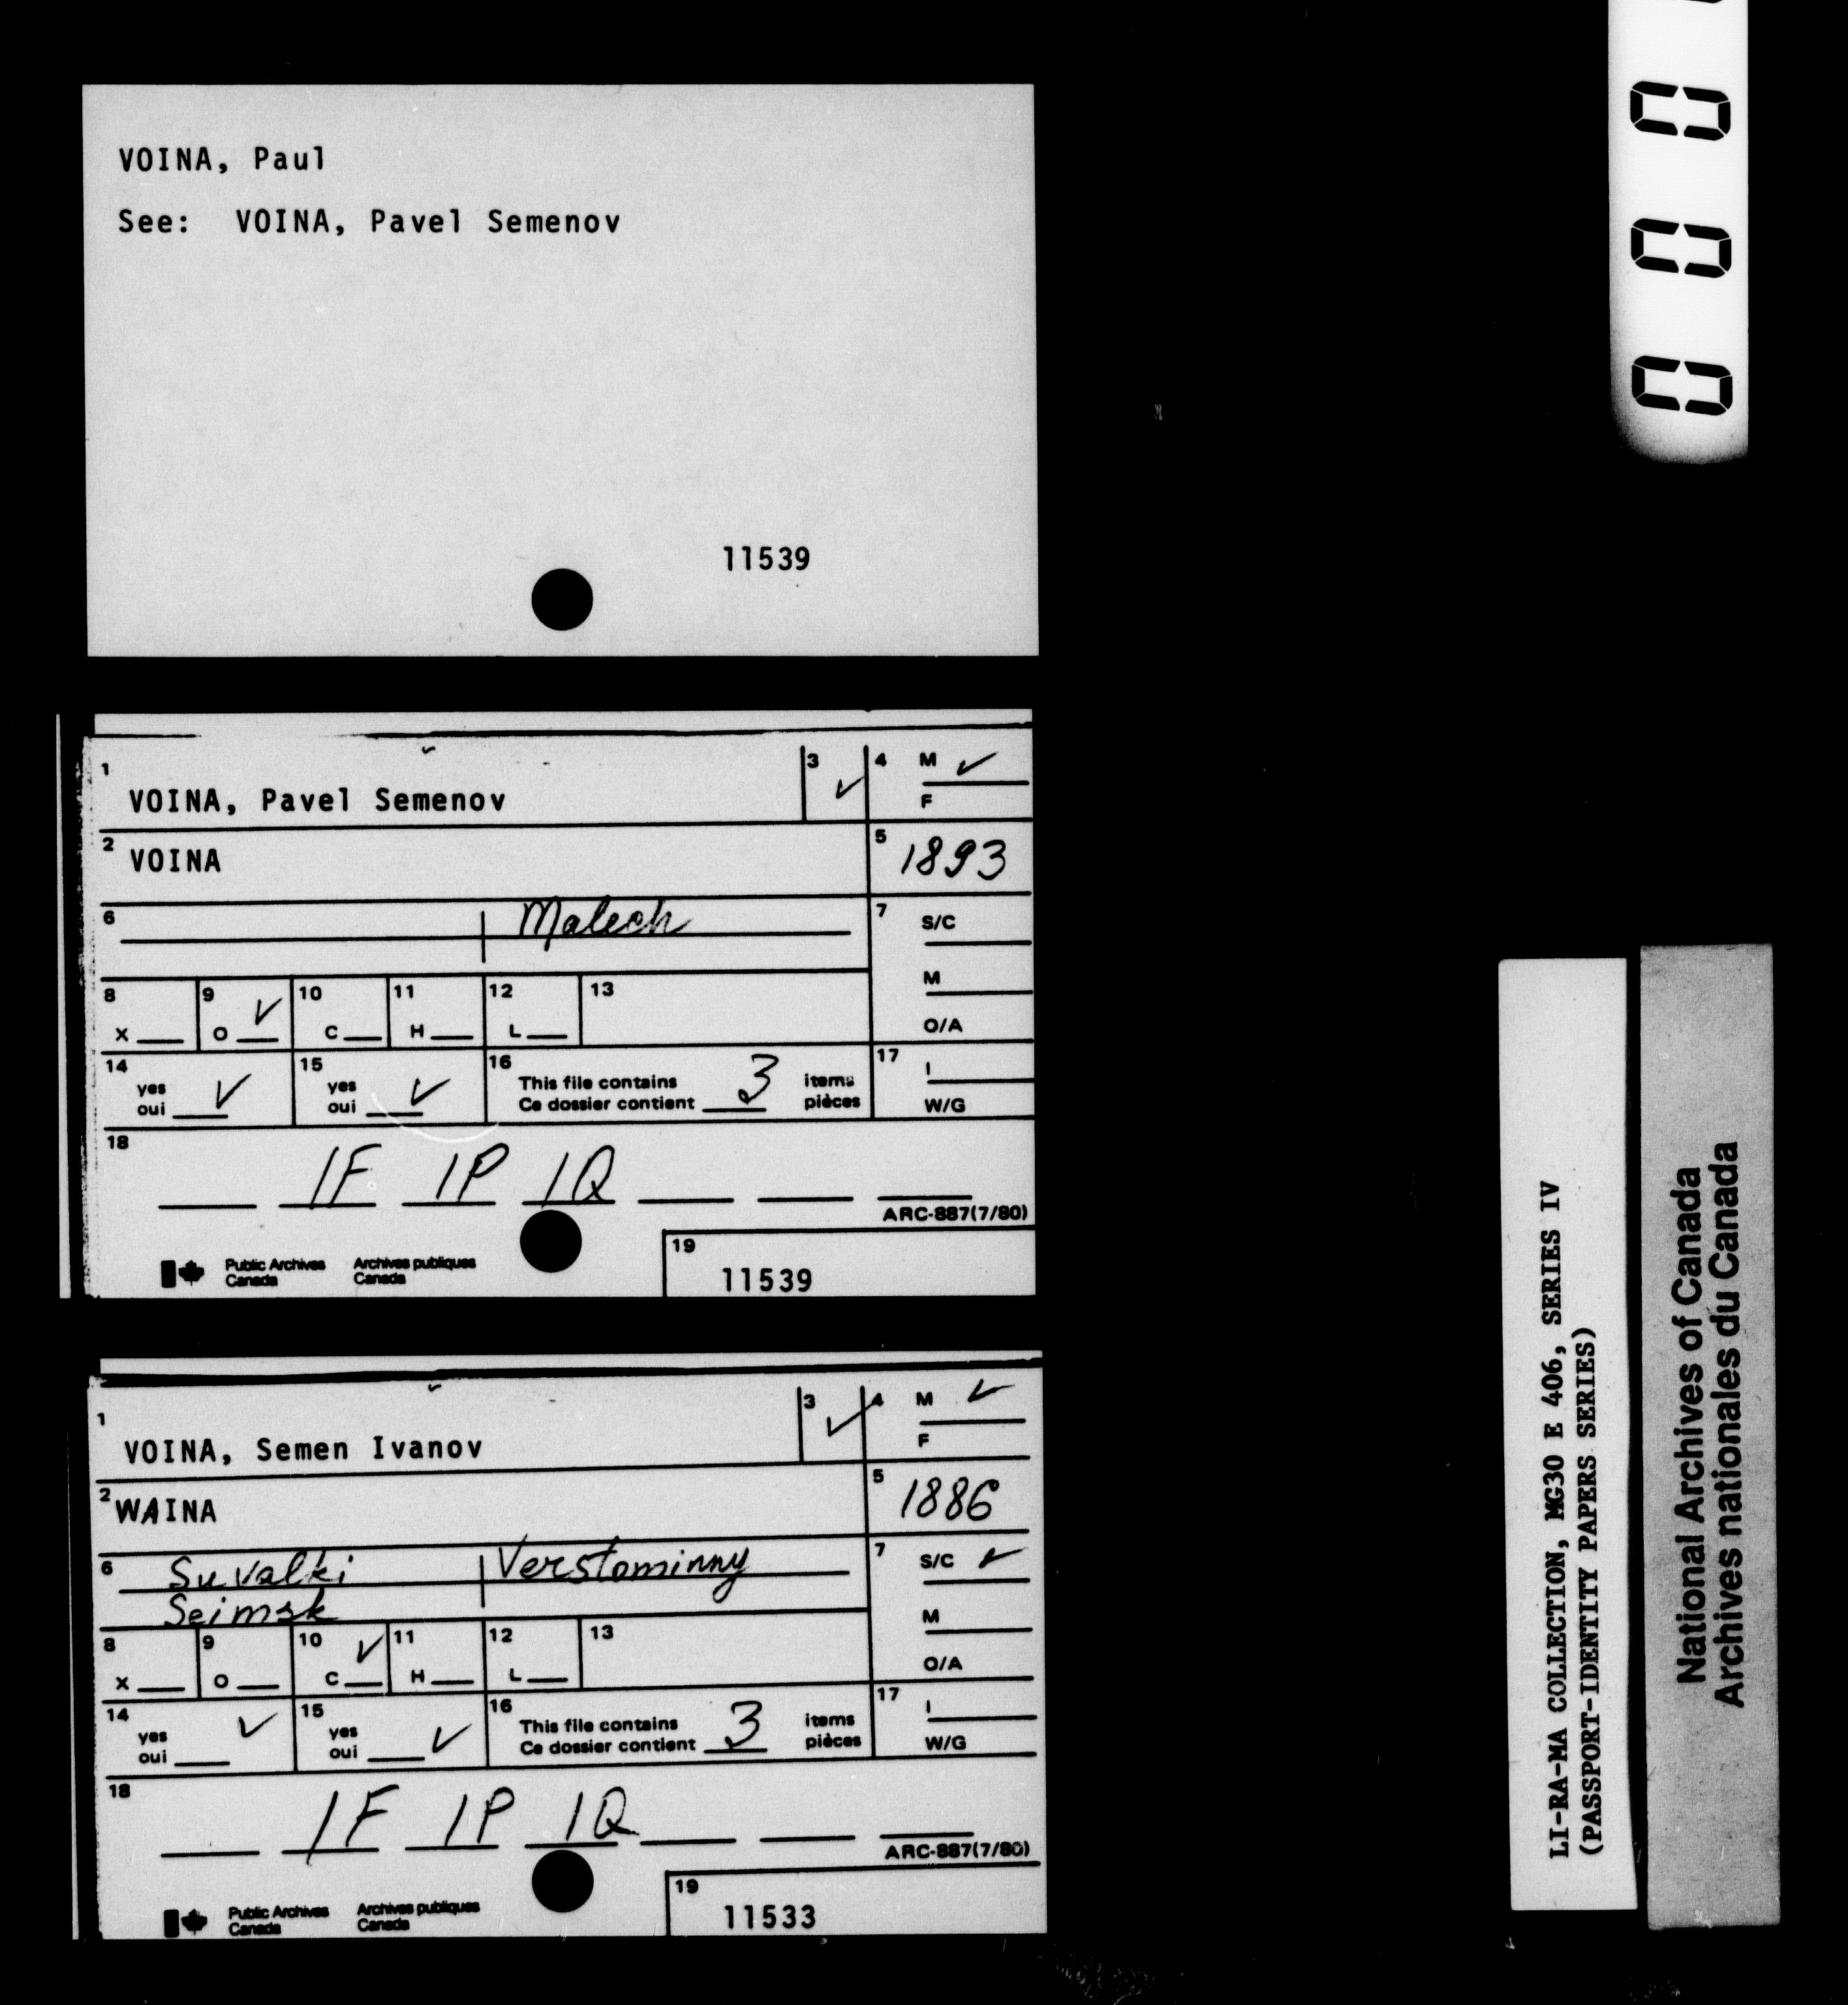 VOINA, Paul
See: VOINA, Pavel Semenov
11539
1 VOINA, Pavel Semenov
3 ✓
4 M ✓
F
2 VOINA
5 1893
6 Malech
7 S/C
M
O/A
8 X
9 O ✓
10 C
11 H
12 L
13
14 yes oui ✓
15 yes oui ✓
16 This file contains 3 items
Ce dossier contient pièces
17 I
W/G
18 1F 1P 1Q
ARC-887(7/80)
Public Archives Canada
Archives publiques Canada
19 11539
1 VOINA, Semen Ivanov
3 ✓
4 M ✓
F
2 WAINA
5 1886
6 Suvalki Verstominny
Seimsk
7 S/C ✓
M
O/A
8 X
9 O
10 C ✓
11 H
12 L
13
14 yes oui ✓
15 yes oui ✓
16 This file contains 3 items
Ce dossier contient pièces
17 I
W/G
18 1F 1P 1Q
ARC-887(7/80)
Public Archives Canada
Archives publiques Canada
19 11533
0 0 0
LI-RA-MA COLLECTION, MG30 E 406, SERIES IV
(PASSPORT-IDENTITY PAPERS SERIES)
National Archives of Canada
Archives nationales du Canada